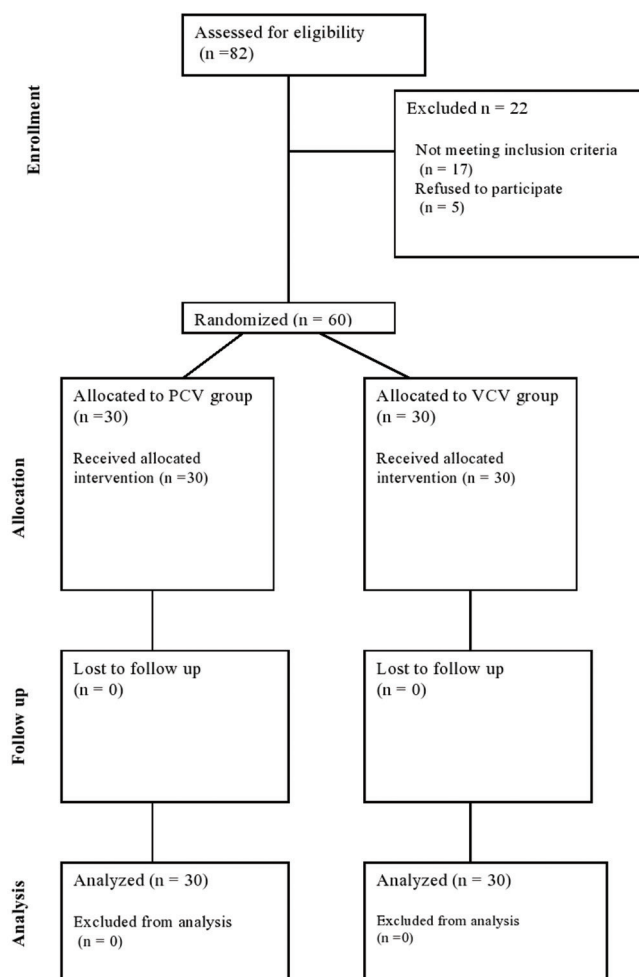 Assessed for eligibility
(n =82)
Enrollment
Excluded n = 22
Not meeting inclusion criteria
(n = 17)
Refused to participate
(n = 5)
Randomized (n = 60)
Allocation
Allocated to PCV group
(n =30)
Received allocated
intervention (n =30)
Allocated to VCV group
(n = 30)
Received allocated
intervention (n = 30)
Follow up
Lost to follow up
(n = 0)
Lost to follow up
(n = 0)
Analysis
Analyzed (n = 30)
Excluded from analysis
(n = 0)
Analyzed (n = 30)
Excluded from analysis
(n =0)